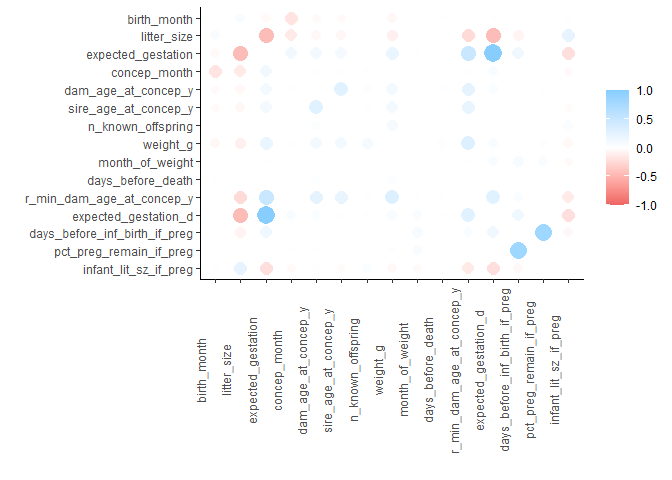 birth_month
litter_size
expected_gestation
concep_month
dam_age_at_concep_y
sire_age_at_concep_y
n_known_offspring
weight_g
month_of_weight
days_before_death
r_min_dam_age_at_concep_y
expected_gestation_d
days_before_inf_birth_if_preg
pct_preg_remain_if_preg
infant_lit_sz_if_preg
1.0
0.5
0.0
-0.5
-1.0
birth_month
litter_size
expected_gestation
concep_month
dam_age_at_concep_y
sire_age_at_concep_y
n_known_offspring
weight_g
month_of_weight
days_before_death
r_min_dam_age_at_concep_y
expected_gestation_d
days_before_inf_birth_if_preg
pct_preg_remain_if_preg
infant_lit_sz_if_preg